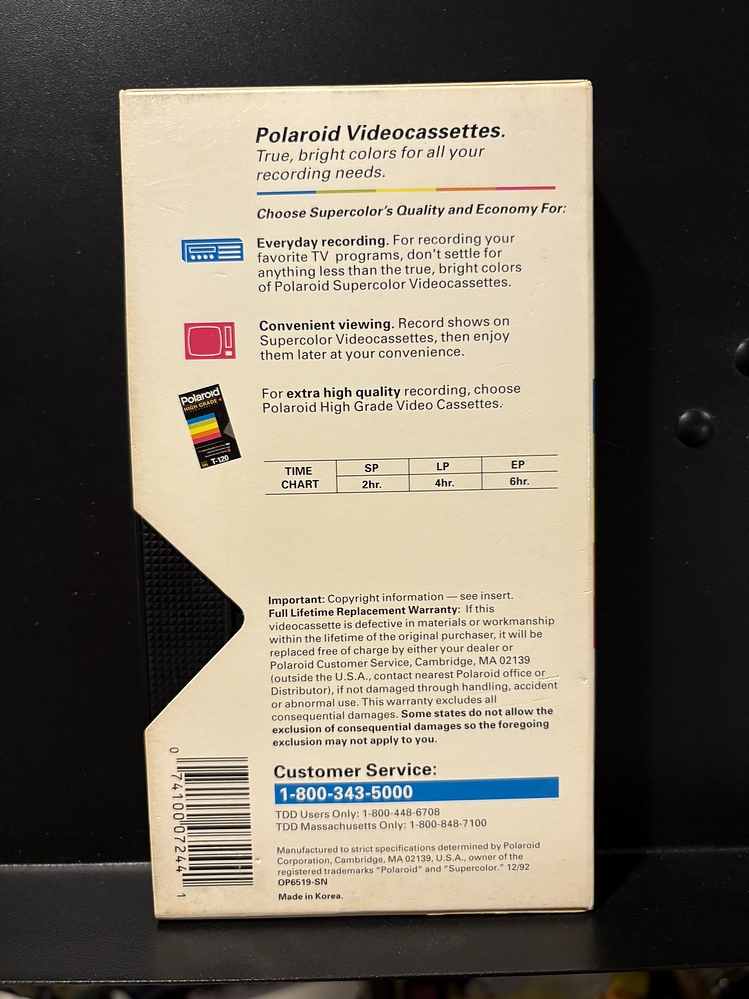 Polaroid Videocassettes.
True, bright colors for all your
recording needs.
Choose Supercolor's Quality and Economy For:
Everyday recording. For recording your
favorite TV programs, don't settle for
anything less than the true, bright colors
of Polaroid Supercolor Videocassettes.
Convenient viewing. Record shows on
Supercolor Videocassettes, then enjoy
them later at your convenience.
Polaroid
HIGH GRADE
T-120
For extra high quality recording, choose
Polaroid High Grade Video Cassettes.
TIME CHART SP LP EP
2hr. 4hr. 6hr.
Important: Copyright information — see insert.
Full Lifetime Replacement Warranty: If this
videocassette is defective in materials or workmanship
within the lifetime of the original purchaser, it will be
replaced free of charge by either your dealer or
Polaroid Customer Service, Cambridge, MA 02139
(outside the U.S.A., contact nearest Polaroid office or
Distributor), if not damaged through handling, accident
or abnormal use. This warranty excludes all
consequential damages. Some states do not allow the
exclusion of consequential damages so the foregoing
exclusion may not apply to you.
Customer Service:
1-800-343-5000
TDD Users Only: 1-800-448-6708
TDD Massachusetts Only: 1-800-848-7100
Manufactured to strict specifications determined by Polaroid
Corporation, Cambridge, MA 02139, U.S.A., owner of the
registered trademarks "Polaroid" and "Supercolor." 12/92
OP6519-SN
Made in Korea.
0 74100 07244 1